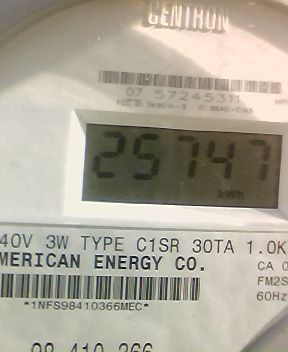 CENTRON
07 57245311
25747
kWh
40V 3W TYPE C1SR 30TA 1.0K
MERICAN ENERGY CO.
CA 0
FM2S
*1NFS98410366MEC*
60Hz
98 410 366